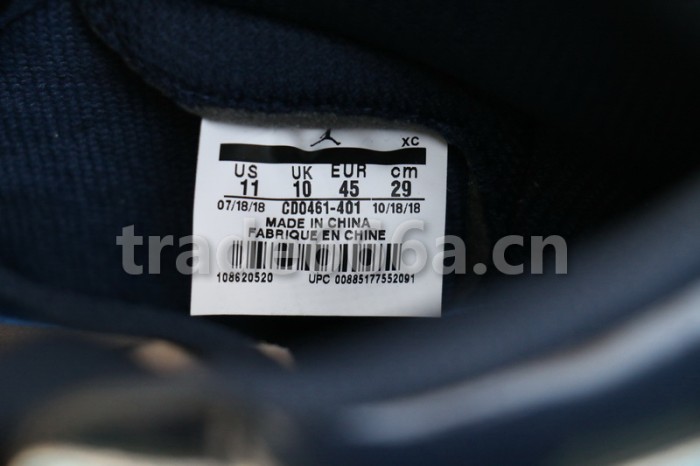 XC
US UK EUR cm
11 10 45 29
07/18/18 CD0461-401 10/18/18
MADE IN CHINA
FABRIQUE EN CHINE
108620520 UPC 00885177552091